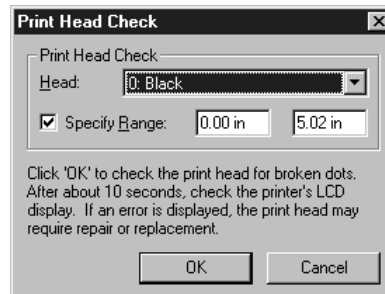 Print Head Check
Print Head Check
Head: 0: Black
Specify Range: 0.00 in 5.02 in
Click 'OK' to check the print head for broken dots.
After about 10 seconds, check the printer's LCD
display. If an error is displayed, the print head may
require repair or replacement.
OK Cancel